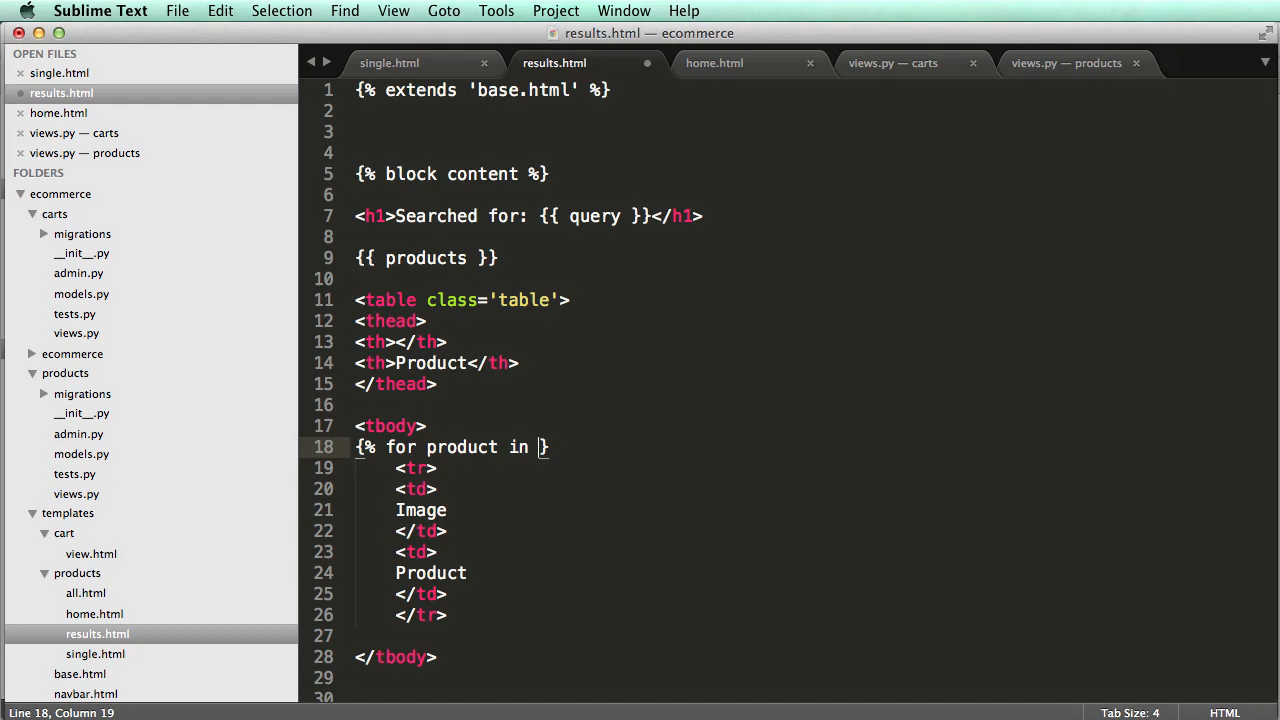 Sublime Text File Edit Selection Find View Goto Tools Project Window Help
results.html — ecommerce
OPEN FILES
single.html
results.html
home.html
views.py — carts
views.py — products
FOLDERS
ecommerce
carts
migrations
__init__.py
admin.py
models.py
tests.py
views.py
ecommerce
products
migrations
__init__.py
admin.py
models.py
tests.py
views.py
templates
cart
view.html
products
all.html
home.html
results.html
single.html
base.html
navbar.html
single.html results.html home.html views.py — carts views.py — products
1 {% extends 'base.html' %}
2
3
4
5 {% block content %}
6
7 <h1>Searched for: {{ query }}</h1>
8
9 {{ products }}
10
11 <table class='table'>
12 <thead>
13 <th></th>
14 <th>Product</th>
15 </thead>
16
17 <tbody>
18 {% for product in }
19 <tr>
20 <td>
21 Image
22 </td>
23 <td>
24 Product
25 </td>
26 </tr>
27
28 </tbody>
29
30
Line 18, Column 19 Tab Size: 4 HTML